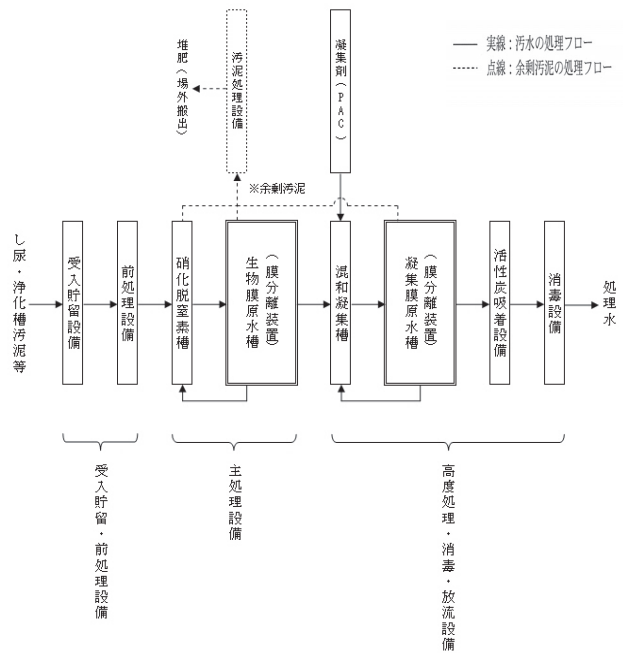 実線：汚水の処理フロー
点線：余剰汚泥の処理フロー
堆肥（場外搬出）
汚泥処理設備
凝集剤（PAC）
※余剰汚泥
し尿・浄化槽汚泥等
受入貯留設備
前処理設備
硝化脱窒素槽
生物膜原水槽
（膜分離装置）
混和凝集槽
凝集膜原水槽
（膜分離装置）
活性炭吸着設備
消毒設備
処理水
受入貯留・前処理設備
主処理設備
高度処理・消毒・放流設備